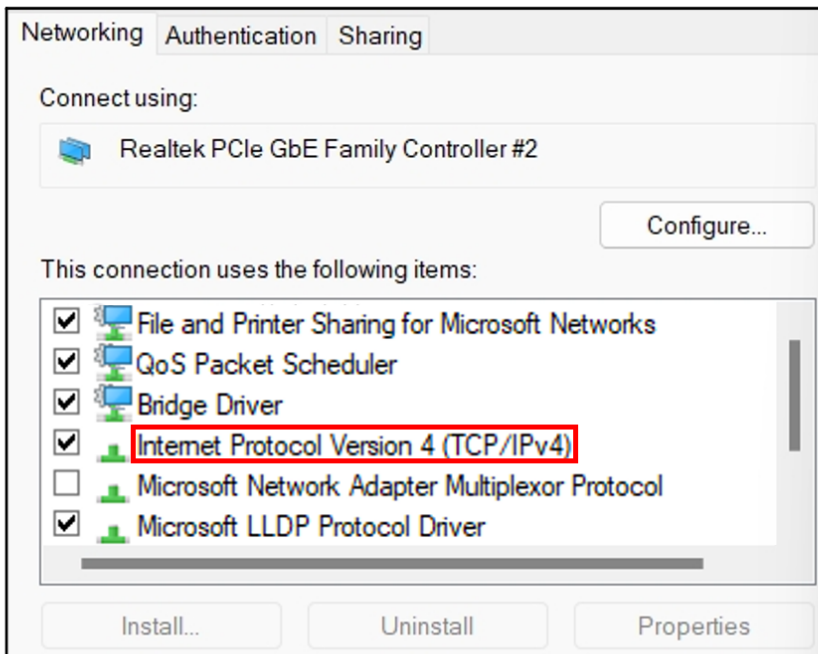 Networking Authentication Sharing
Connect using:
Realtek PCIe GbE Family Controller #2
Configure...
This connection uses the following items:
File and Printer Sharing for Microsoft Networks
QoS Packet Scheduler
Bridge Driver
Internet Protocol Version 4 (TCP/IPv4)
Microsoft Network Adapter Multiplexor Protocol
Microsoft LLDP Protocol Driver
Install... Uninstall Properties